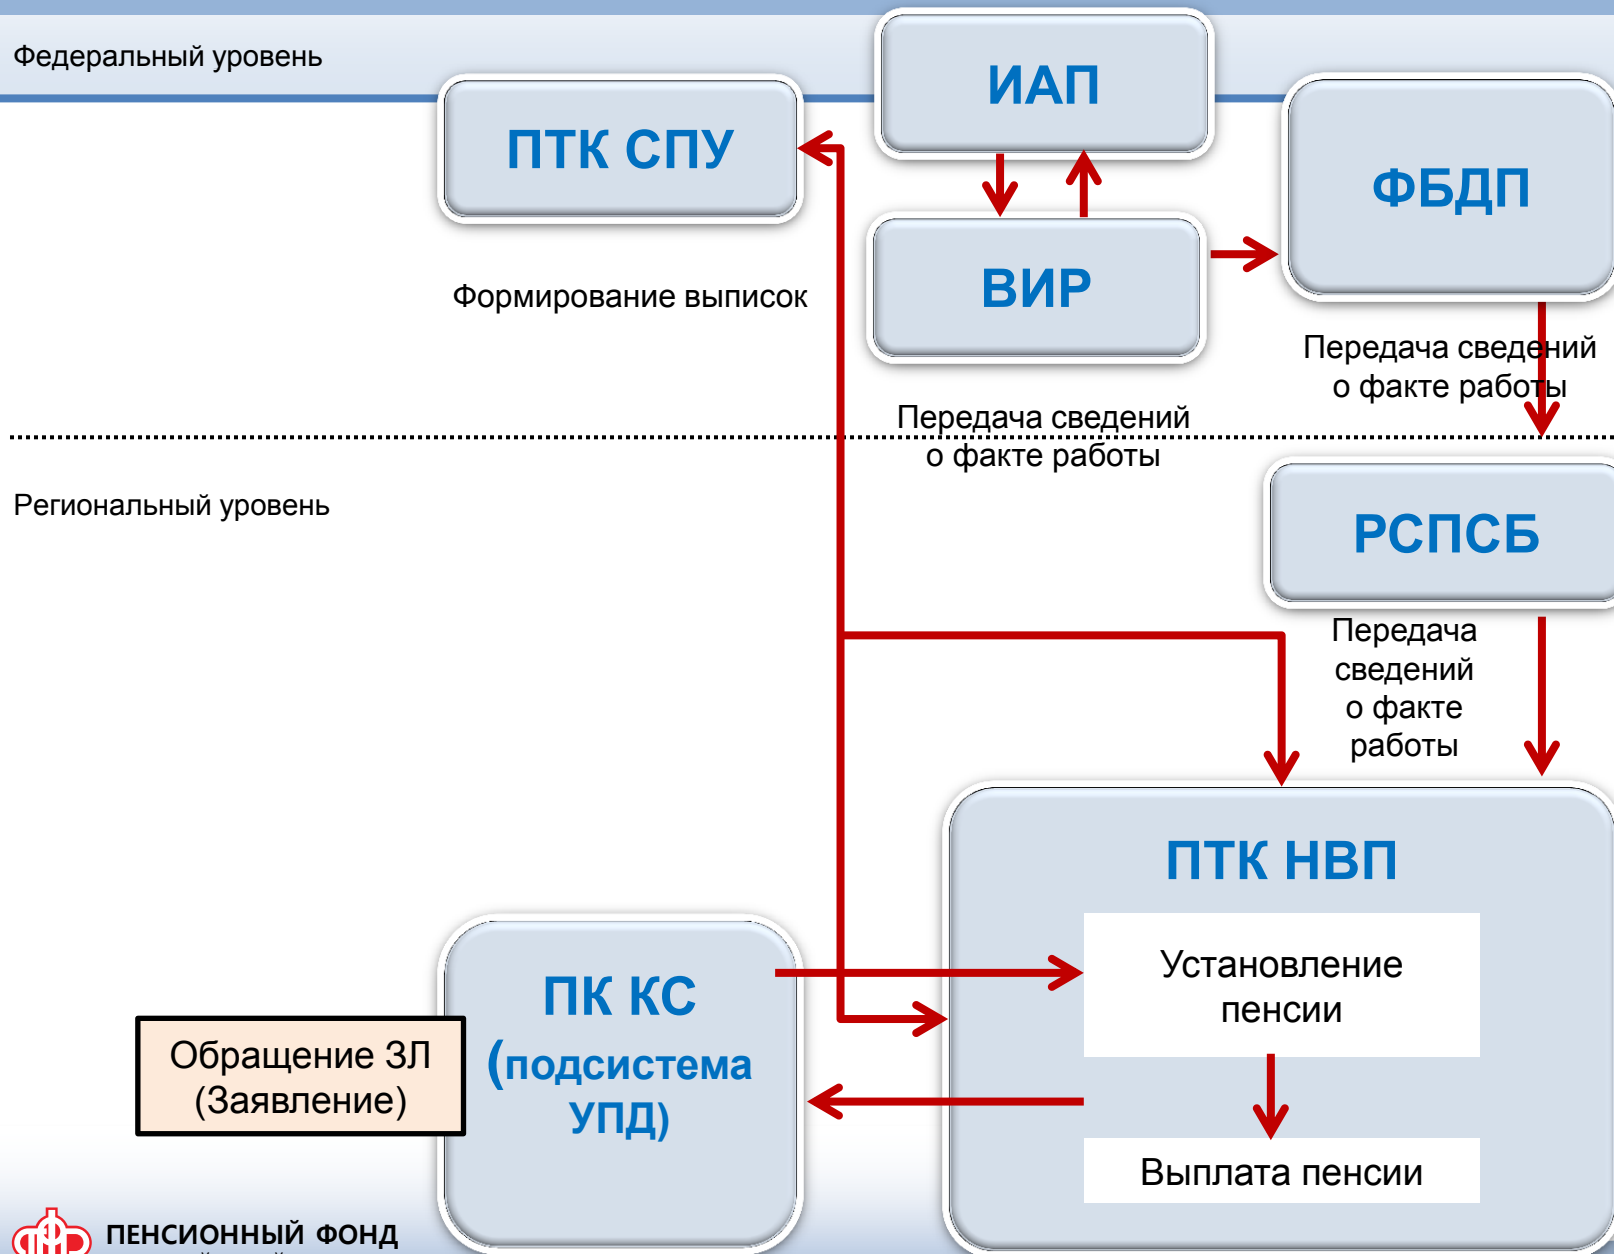 Федеральный уровень
ИАП
ПТК СПУ
ФБДП
ВИР
Формирование выписок
Передача сведений
о факте работы
Передача сведений
о факте работы
Региональный уровень
РСПСБ
Передача
сведений
о факте
работы
ПТК НВП
Установление
пенсии
ПК КС
(подсистема
УПД)
Обращение ЗЛ
(Заявление)
Выплата пенсии
ПЕНСИОННЫЙ ФОНД